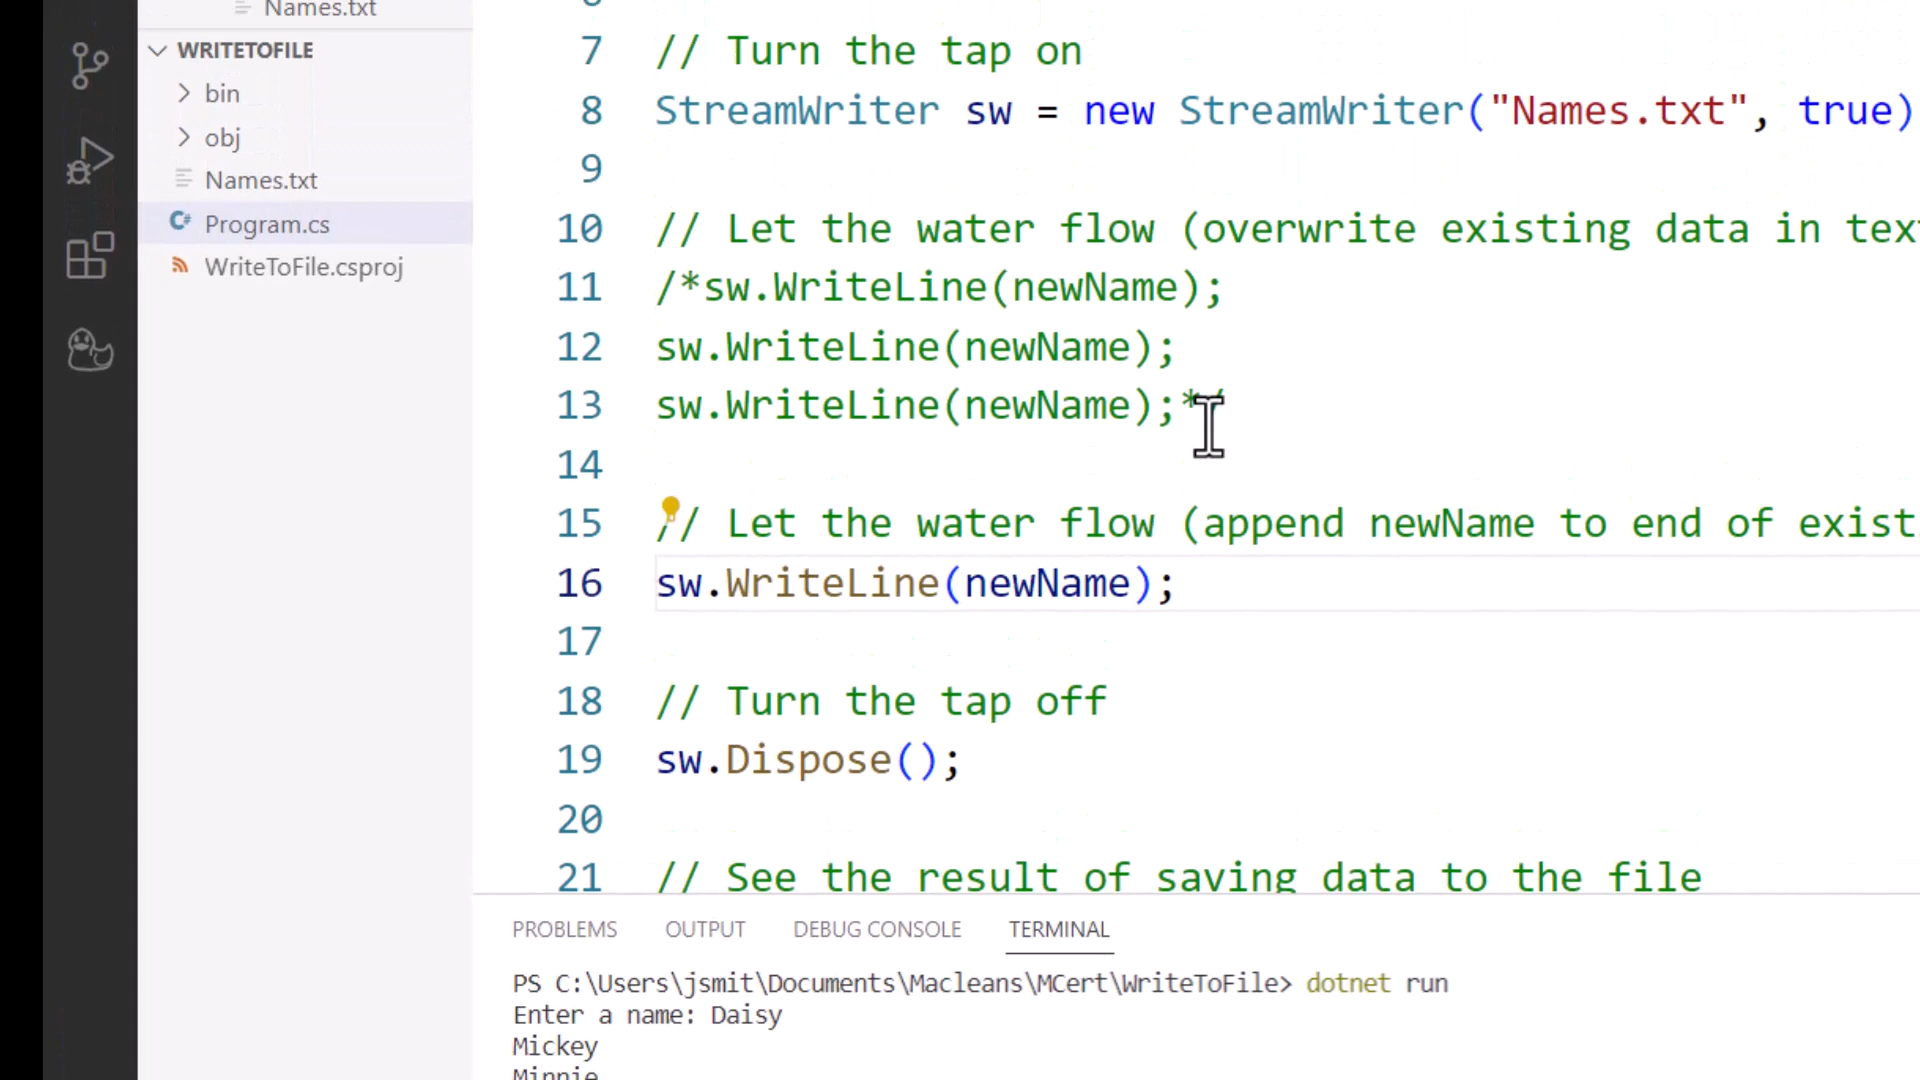 Names.txt
WRITETOFILE
bin
obj
Names.txt
Program.cs
WriteToFile.csproj
7 // Turn the tap on
8 StreamWriter sw = new StreamWriter("Names.txt", true)
9
10 // Let the water flow (overwrite existing data in tex
11 /*sw.WriteLine(newName);
12 sw.WriteLine(newName);
13 sw.WriteLine(newName);*/
14
15 // Let the water flow (append newName to end of exist
16 sw.WriteLine(newName);
17
18 // Turn the tap off
19 sw.Dispose();
20
21 // See the result of saving data to the file
PROBLEMS OUTPUT DEBUG CONSOLE TERMINAL
PS C:\Users\jsmit\Documents\Macleans\MCert\WriteToFile> dotnet run
Enter a name: Daisy
Mickey
Minnie